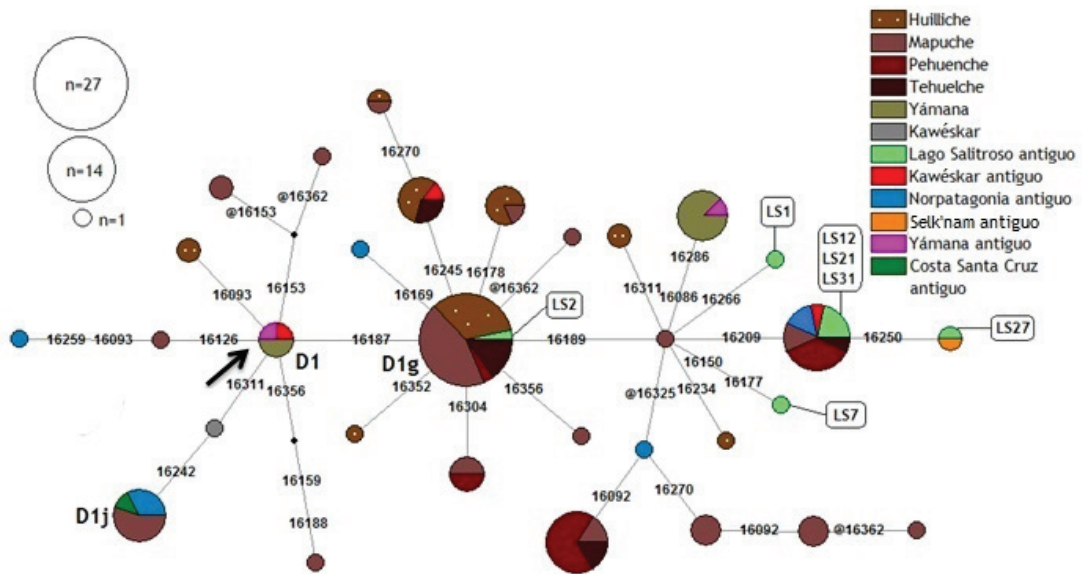 n=27
n=14
n=1
Huilliche
Mapuche
Pehuenche
Tehuelche
Yámana
Kawéskar
Lago Salitroso antiguo
Kawéskar antiguo
Norpatagonia antiguo
Selk'nam antiguo
Yámana antiguo
Costa Santa Cruz
antiguo
16270
@16362
@16153
16153
16093
16245
16178
@16362
16169
LS2
16311
16286
16086
LS1
16266
LS12
LS21
LS31
16259
16093
16126
D1
16187
D1g
16189
16209
16250
LS27
16311
16356
16352
16304
16356
@16325
16234
16150
16177
LS7
16242
D1j
16159
16188
16092
16270
16092
@16362